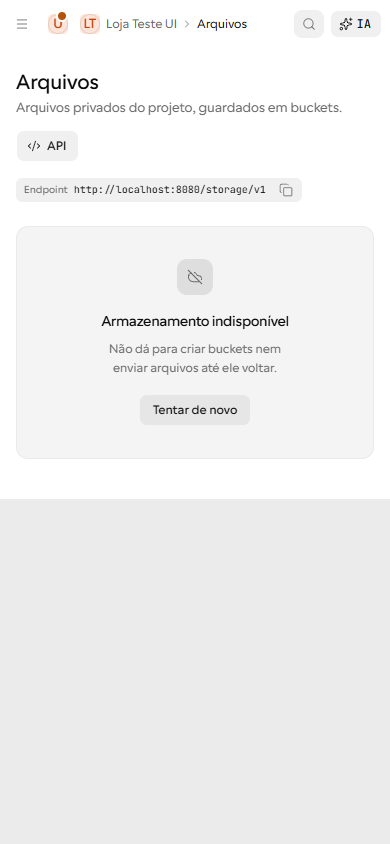 U LT Loja Teste UI > Arquivos IA
Arquivos
Arquivos privados do projeto, guardados em buckets.
</> API
Endpoint http://localhost:8080/storage/v1
Armazenamento indisponível
Não dá para criar buckets nem
enviar arquivos até ele voltar.
Tentar de novo